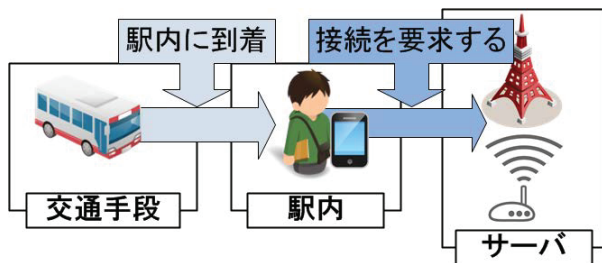 駅内に到着
接続を要求する
交通手段
駅内
サーバ